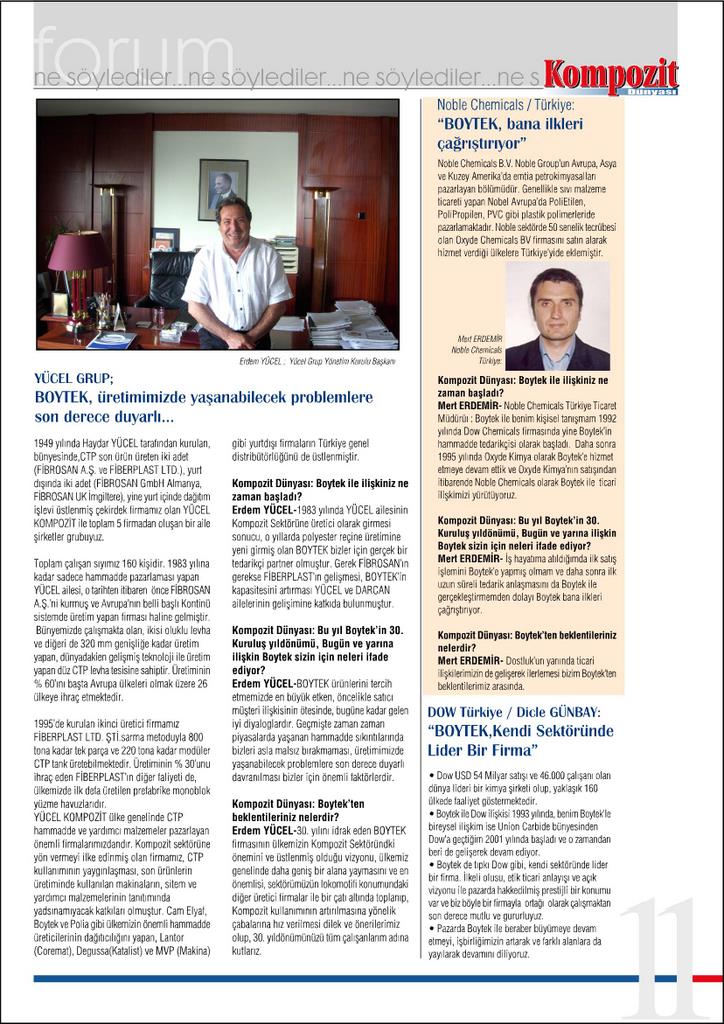 forum
ne söylediler...ne söylediler...ne söylediler...ne s
Kompozit
Dünyası
Erdem YÜCEL : Yücel Grup Yönetim Kurulu Başkanı
YÜCEL GRUP;
BOYTEK, üretimimizde yaşanabilecek problemlere
son derece duyarlı...
1949 yılında Haydar YÜCEL tarafından kurulan,
bünyesinde,CTP son ürün üreten iki adet
(FİBROSAN A.Ş. ve FİBERPLAST LTD.), yurt
dışında iki adet (FİBROSAN GmbH Almanya,
FİBROSAN UK İmgiltere), yine yurt içinde dağıtım
işlevi üstlenmiş çekirdek firmamız olan YÜCEL
KOMPOZİT ile toplam 5 firmadan oluşan bir aile
şirketler grubuyuz.
Toplam çalışan sıyımız 160 kişidir. 1983 yılına
kadar sadece hammadde pazarlaması yapan
YÜCEL ailesi, o tarihten itibaren önce FİBROSAN
A.Ş.'ni kurmuş ve Avrupa'nın belli başlı Kontinü
sistemde üretim yapan firması haline gelmiştir.
Bünyemizde çalışmakta olan, ikisi oluklu levha
ve diğeri de 320 mm genişliğe kadar üretim
yapan, dünyadakien gelişmiş teknoloji ile üretim
yapan düz CTP levha tesisine sahiptir. Üretiminin
% 60'ını başta Avrupa ülkeleri olmak üzere 26
ülkeye ihraç etmektedir.
1995'de kurulan ikinci üretici firmamız
FİBERPLAST LTD. ŞTİ.sarma metoduyla 800
tona kadar tek parça ve 220 tona kadar modüler
CTP tank üretebilmektedir. Üretiminin % 30'unu
ihraç eden FİBERPLAST'ın diğer faliyeti de,
ülkemizde ilk defa üretilen prefabrike monoblok
yüzme havuzlarıdır.
YÜCEL KOMPOZİT ülke genelinde CTP
hammadde ve yardımcı malzemeler pazarlayan
önemli firmalarımızdandır. Kompozit sektörüne
yön vermeyi ilke edinmiş olan firmamız, CTP
kullanımının yaygınlaşması, son ürünlerin
üretiminde kullanılan makinaların, sitem ve
yardımcı malzemelerinin tanıtımında
yadsınamıyacak katkıları olmuştur. Cam Elyaf,
Boytek ve Polia gibi ülkemizin önemli hammadde
üreticilerinin dağıtıcılığını yapan, Lantor
(Coremat), Degussa(Katalist) ve MVP (Makina)
gibi yurtdışı firmaların Türkiye genel
distribütörlüğünü de üstlenmiştir.
Kompozit Dünyası: Boytek ile ilişkiniz ne
zaman başladı?
Erdem YÜCEL-1983 yılında YÜCEL ailesinin
Kompozit Sektörüne üretici olarak girmesi
sonucu, o yıllarda polyester reçine üretimine
yeni girmiş olan BOYTEK bizler için gerçek bir
tedarikçi partner olmuştur. Gerek FİBROSAN'ın
gerekse FİBERPLAST'ın gelişmesi, BOYTEK'in
kapasitesini artırması YÜCEL ve DARCAN
ailelerinin gelişimine katkıda bulunmuştur.
Kompozit Dünyası: Bu yıl Boytek'in 30.
Kuruluş yıldönümü, Bugün ve yarına
ilişkin Boytek sizin için neleri ifade
ediyor?
Erdem YÜCEL-BOYTEK ürünlerini tercih
etmemizde en büyük etken, öncelikle satıcı
müşteri ilişkisinin ötesinde, bugüne kadar gelen
iyi diyaloglardır. Geçmişte zaman zaman
piyasalarda yaşanan hammadde sıkıntılarında
bizleri asla malsız bırakmaması, üretimimizde
yaşanabilecek problemlere son derece duyarlı
davranılması bizler için önemli faktörlerdir.
Kompozit Dünyası: Boytek'ten
beklentileriniz nelerdir?
Erdem YÜCEL-30. yılını idrak eden BOYTEK
firmasının ülkemizin Kompozit Sektöründki
önemini ve üstlenmiş olduğu vizyonu, ülkemiz
genelinde daha geniş bir alana yaymasını ve en
önemlisi, sektörümüzün lokomotifi konumundaki
diğer üretici firmalar ile bir çatı altında toplanıp,
Kompozit kullanımının artırılmasına yönelik
çabalarına hız verilmesi dilek ve önerilerimiz
olup, 30. yıldönümünüzü tüm çalışanlarım adına
kutlarız.
Noble Chemicals / Türkiye:
“BOYTEK, bana ilkleri
çağrıştırıyor”
Noble Chemicals B.V. Noble Group'un Avrupa, Asya
ve Kuzey Amerika'da emtia petrokimyasalları
pazarlayan bölümüdür. Genellikle sıvı malzeme
ticareti yapan Nobel Avrupa'da PoliEtilen,
PoliPropilen, PVC gibi plastik polimerleride
pazarlamaktadır. Noble sektörde 50 senelik tecrübesi
olan Oxyde Chemicals BV firmasını satın alarak
hizmet verdiği ülkelere Türkiye'yide eklemiştir.
Mert ERDEMİR
Noble Chemicals
Türkiye:
Kompozit Dünyası: Boytek ile ilişkiniz ne
zaman başladı?
Mert ERDEMİR- Noble Chemicals Türkiye Ticaret
Müdürü : Boytek ile benim kişisel tanışmam 1992
yılında Dow Chemicals firmasında yine Boytek'in
hammadde tedarikçisi olarak başladı. Daha sonra
1995 yılında Oxyde Kimya olarak Boytek'e hizmet
etmeye devam ettik ve Oxyde Kimya'nın satışından
itibarende Noble Chemicals olarak Boytek ile ticari
ilişkimizi yürütüyoruz.
Kompozit Dünyası: Bu yıl Boytek'in 30.
Kuruluş yıldönümü, Bugün ve yarına ilişkin
Boytek sizin için neleri ifade ediyor?
Mert ERDEMİR- İş hayatıma atıldığımda ilk satış
işlemini Boytek'e yapmış olmam ve daha sonra ilk
uzun süreli tedarik anlaşmasını da Boytek ile
gerçekleştirmemden dolayı Boytek bana ilkleri
çağrıştırıyor.
Kompozit Dünyası: Boytek'ten beklentileriniz
nelerdir?
Mert ERDEMİR- Dostluk'un yarında ticari
ilişkilerimizin de gelişerek ilerlemesi bizim Boytek'ten
beklentilerimiz arasında.
DOW Türkiye / Dicle GÜNBAY:
“BOYTEK,Kendi Sektöründe
Lider Bir Firma”
• Dow USD 54 Milyar satışı ve 46.000 çalışanı olan
dünya lideri bir kimya şirketi olup, yaklaşık 160
ülkede faaliyet göstermektedir.
• Boytek ile Dow ilişkisi 1993 yılında, benim Boytek'le
bireysel ilişkim ise Union Carbide bünyesinden
Dow'a geçtiğim 2001 yılında başladı ve o zamandan
beri de gelişerek devam ediyor.
• Boytek de tıpkı Dow gibi, kendi sektöründe lider
bir firma. İlkeli olusu, etik ticari anlayışı ve açık
vizyonu ile pazarda hakkedilmiş prestijli bir konumu
var ve biz böyle bir firmayla ortağı olarak çalışmaktan
son derece mutlu ve gururluyuz.
• Pazarda Boytek ile beraber büyümeye devam
etmeyi, işbirliğimizin artarak ve farklı alanlara da
yayılarak devamını diliyoruz.
11